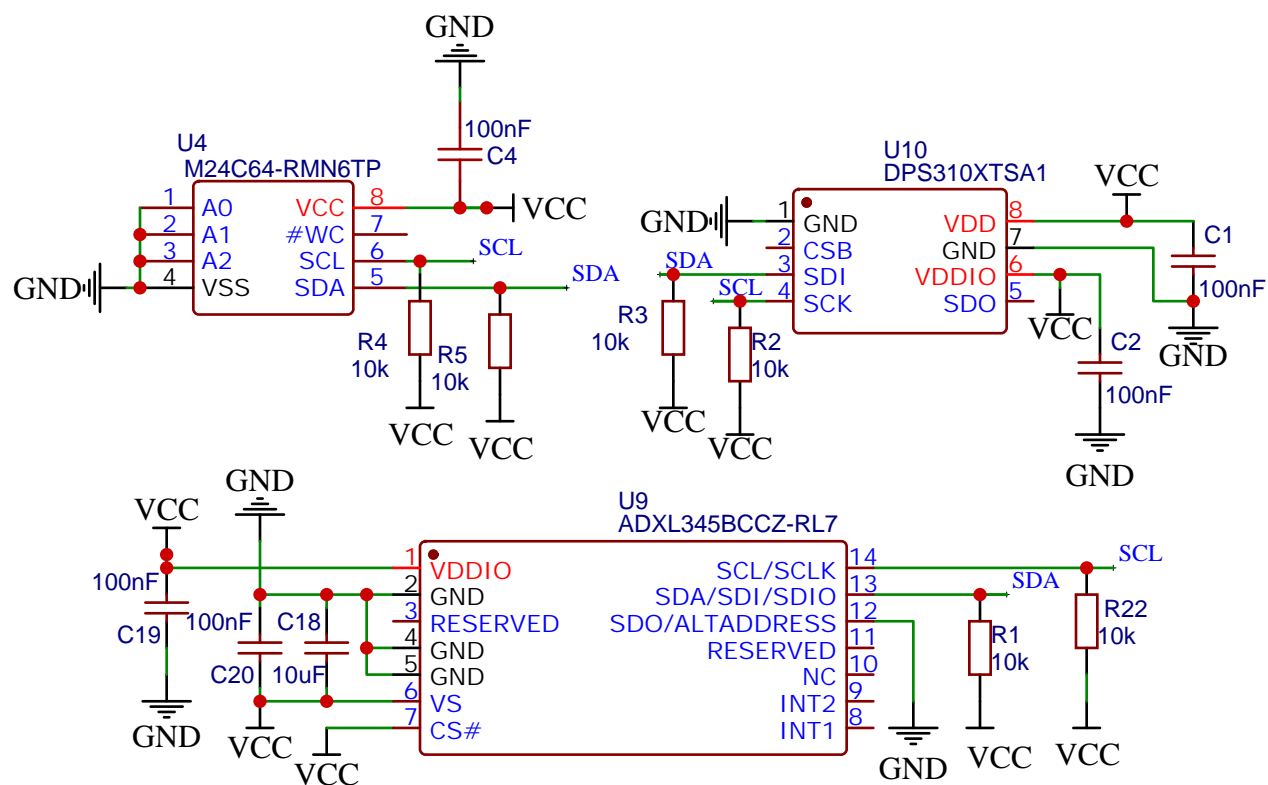 GND
100nF
C4
U4
M24C64-RMN6TP
1 A0
2 A1
3 A2
4 VSS
VCC 8
#WC 7
SCL 6
SDA 5
GND
VCC
SCL
SDA
R4
10k
R5
10k
VCC
VCC
U10
DPS310XTSA1
1 GND
2 CSB
3 SDI
4 SCK
VDD 8
GND 7
VDDIO 6
SDO 5
GND
SDA
SCL
R3
10k
R2
10k
VCC
VCC
VCC
C1
100nF
GND
VCC
C2
100nF
GND
U9
ADXL345BCCZ-RL7
1 VDDIO
2 GND
3 RESERVED
4 GND
5 GND
6 VS
7 CS#
SCL/SCLK 14
SDA/SDI/SDIO 13
SDO/ALTADDRESS 12
RESERVED 11
NC 10
INT2 9
INT1 8
VCC
GND
100nF
C19
100nF
C20
C18
10uF
GND
VCC
VCC
SCL
SDA
R1
10k
R22
10k
GND
VCC
VCC